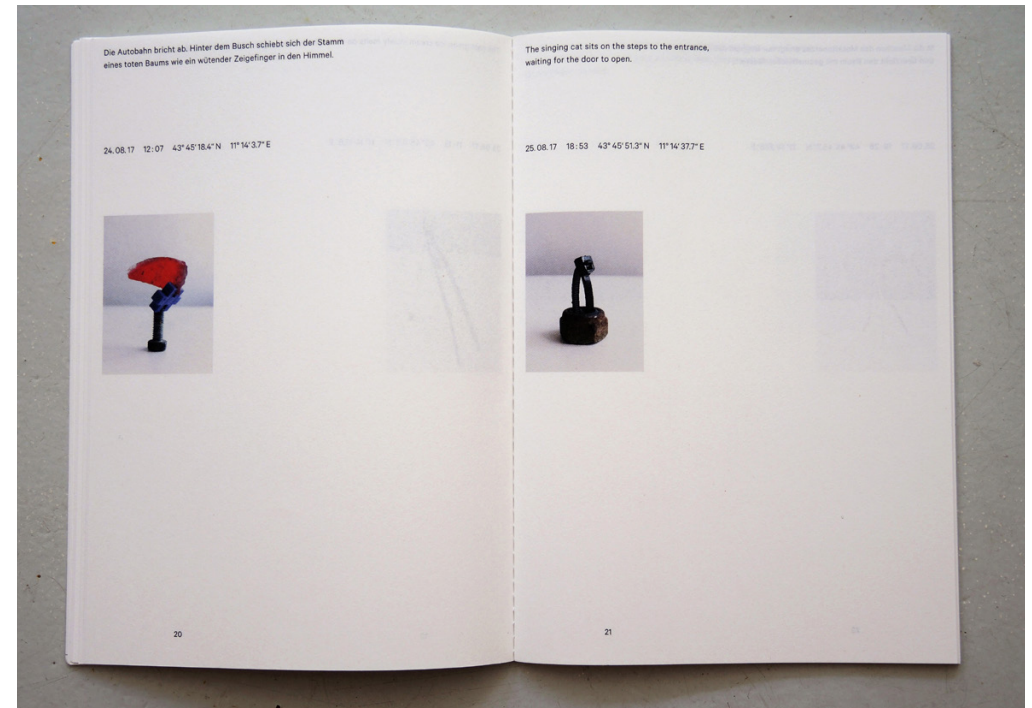 Die Autobahn bricht ab. Hinter dem Busch schiebt sich der Stamm
eines toten Baums wie ein wütender Zeigefinger in den Himmel.
24.08.17 12:07 43° 45' 18.4" N 11° 14' 3.7" E
20
The singing cat sits on the steps to the entrance,
waiting for the door to open.
25.08.17 18:53 43° 45' 51.3" N 11° 14' 37.7" E
21